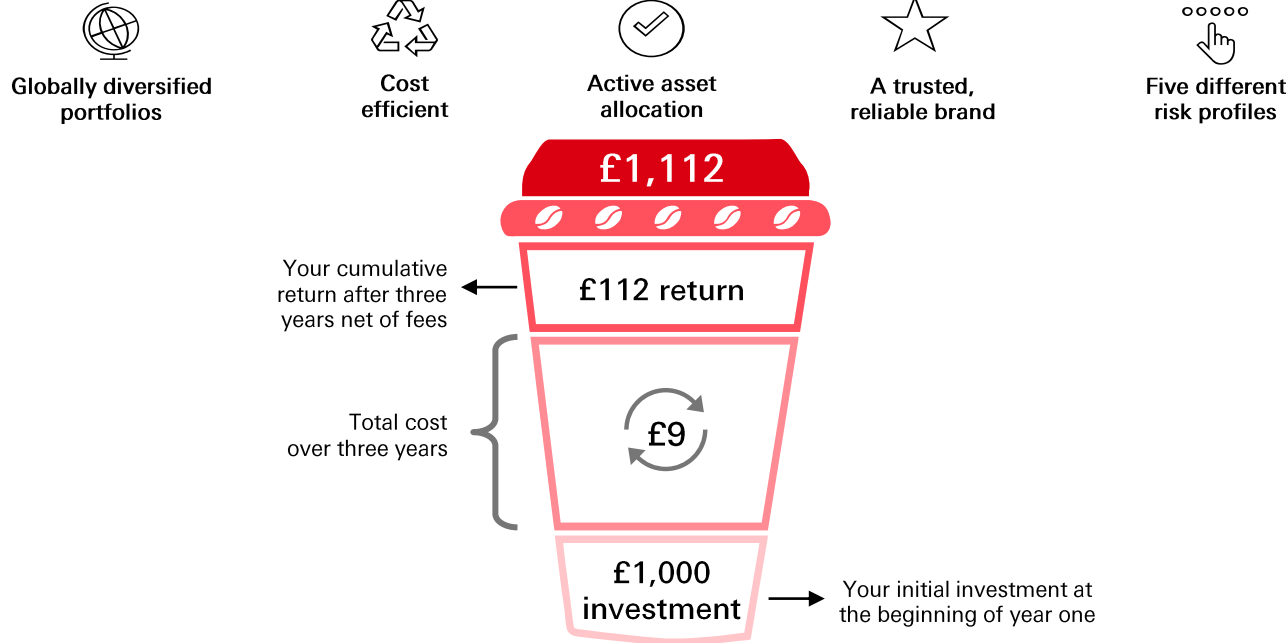 Globally diversified
portfolios
Cost
efficient
Active asset
allocation
A trusted,
reliable brand
Five different
risk profiles
£1,112
Your cumulative
return after three
years net of fees
£112 return
Total cost
over three years
£9
£1,000
investment
Your initial investment at
the beginning of year one